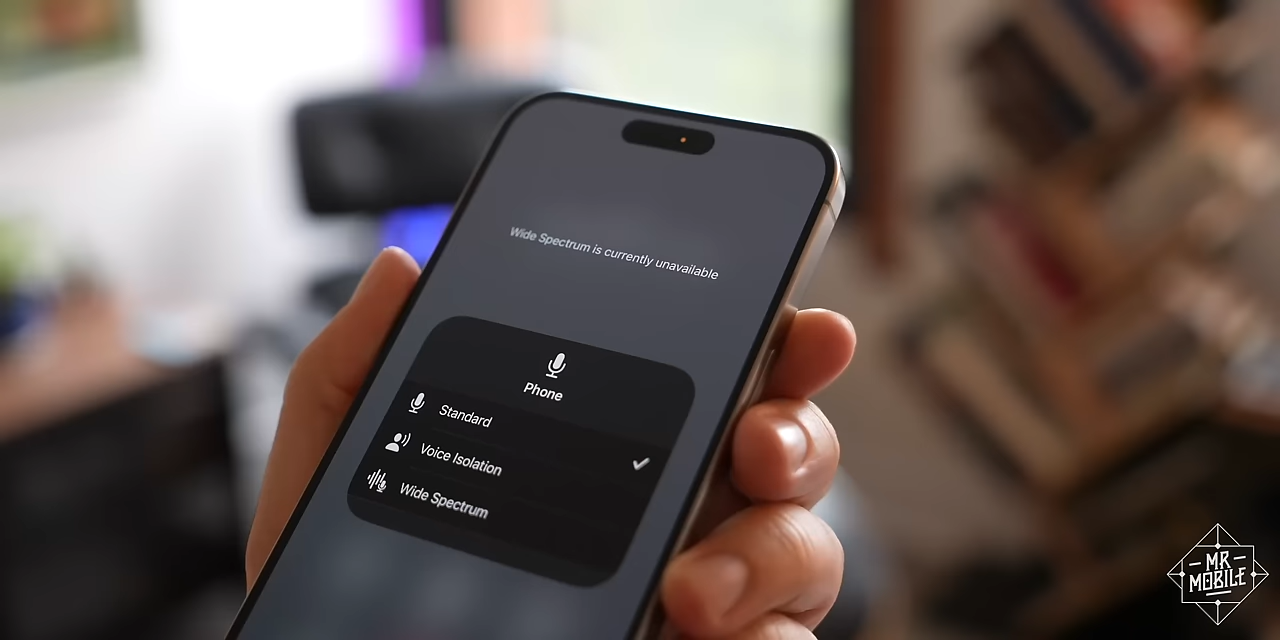 Wide Spectrum is currently unavailable
Phone
Standard
Voice Isolation
Wide Spectrum
MR
MOBILE